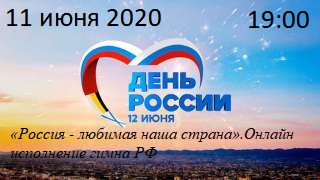 11 июня 2020
19:00
ДЕНЬ
РОССИИ
12 ИЮНЯ
«Россия - любимая наша страна».Онлайн
исполнение гимна РФ